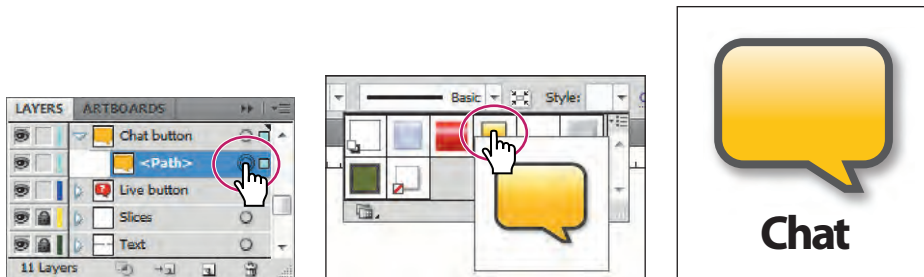 LAYERS ARTBOARDS
Chat button
<Path>
Live button
Slices
Text
11 Layers
Basic Style:
Chat